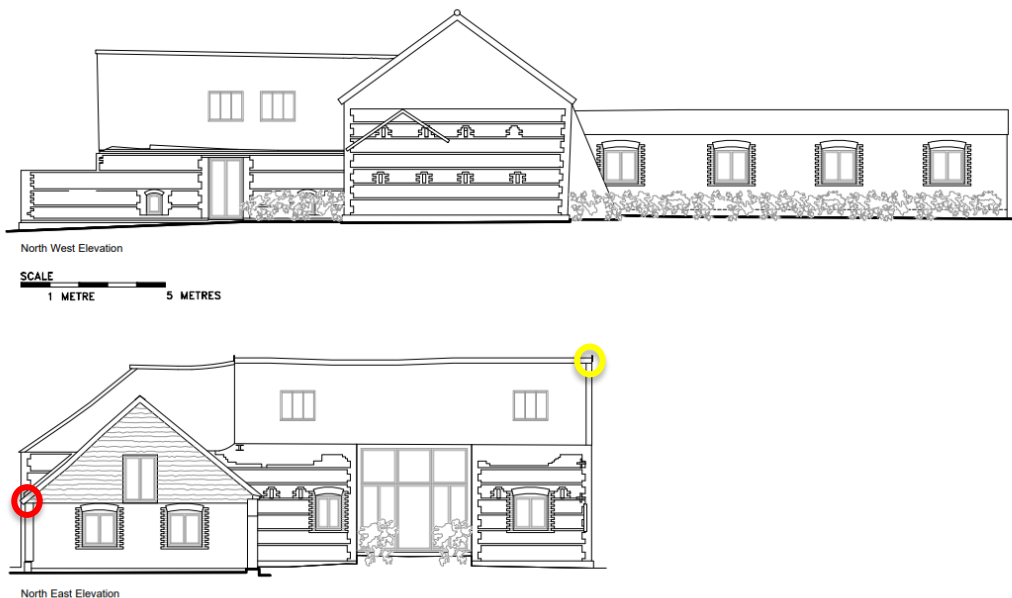 North West Elevation
SCALE
1 METRE 5 METRES
North East Elevation